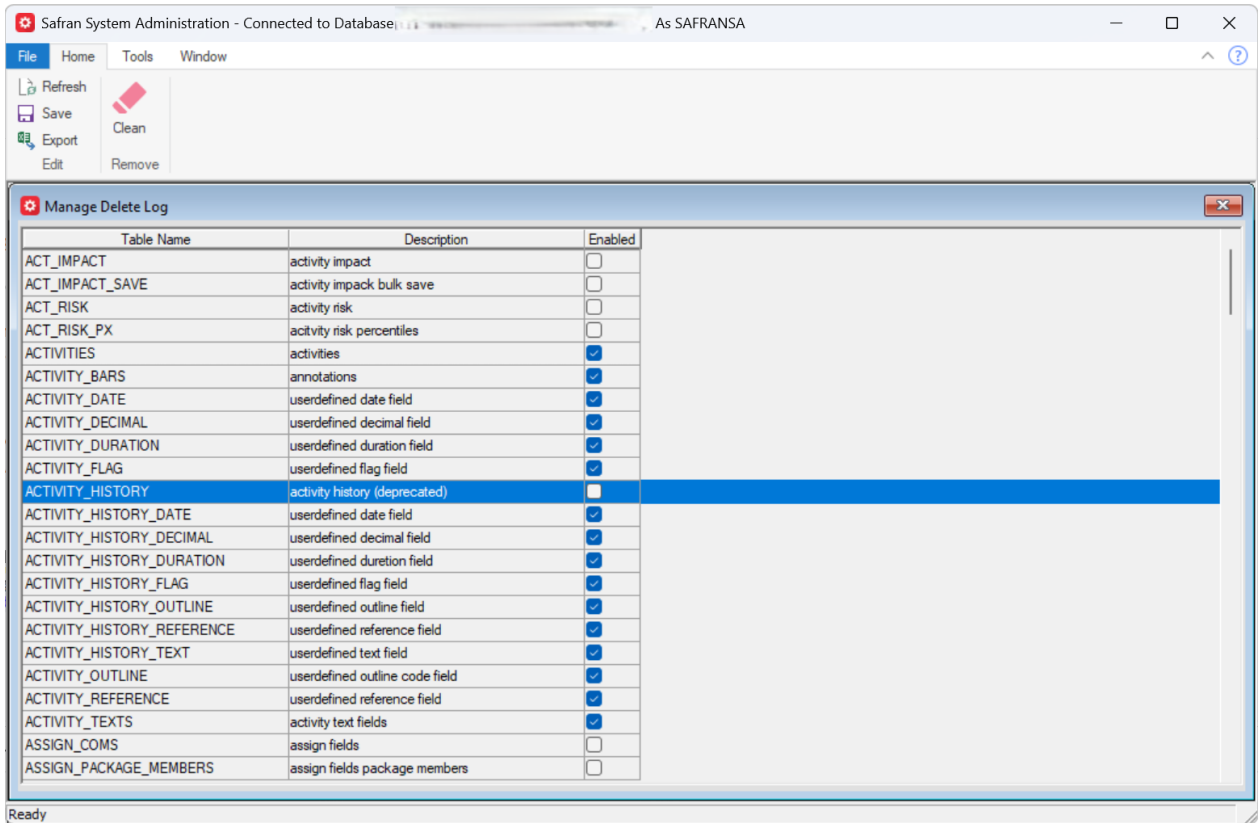 Safran System Administration - Connected to Database As SAFRANSA
File Home Tools Window
Refresh
Save
Export
Edit
Clean
Remove
Manage Delete Log
Table Name Description Enabled
ACT_IMPACT activity impact
ACT_IMPACT_SAVE activity impack bulk save
ACT_RISK activity risk
ACT_RISK_PX acitvity risk percentiles
ACTIVITIES activities
ACTIVITY_BARS annotations
ACTIVITY_DATE userdefined date field
ACTIVITY_DECIMAL userdefined decimal field
ACTIVITY_DURATION userdefined duration field
ACTIVITY_FLAG userdefined flag field
ACTIVITY_HISTORY activity history (deprecated)
ACTIVITY_HISTORY_DATE userdefined date field
ACTIVITY_HISTORY_DECIMAL userdefined decimal field
ACTIVITY_HISTORY_DURATION userdefined duretion field
ACTIVITY_HISTORY_FLAG userdefined flag field
ACTIVITY_HISTORY_OUTLINE userdefined outline field
ACTIVITY_HISTORY_REFERENCE userdefined reference field
ACTIVITY_HISTORY_TEXT userdefined text field
ACTIVITY_OUTLINE userdefined outline code field
ACTIVITY_REFERENCE userdefined reference field
ACTIVITY_TEXTS activity text fields
ASSIGN_COMS assign fields
ASSIGN_PACKAGE_MEMBERS assign fields package members
Ready